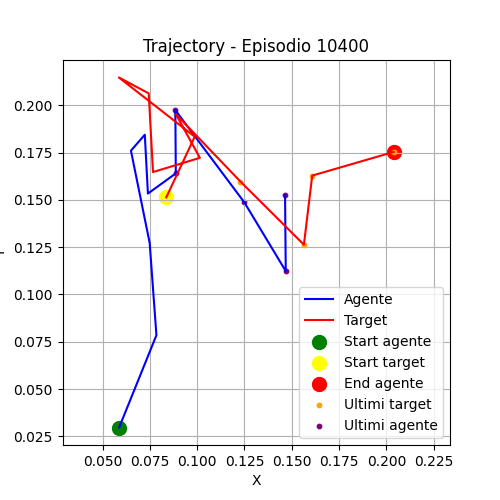 Trajectory - Episodio 10400
0.200
0.175
0.150
0.125
0.100
0.075
0.050
0.025
0.050
0.075
0.100
0.125
0.150
0.175
0.200
0.225
X
Agente
Target
Start agente
Start target
End agente
Ultimi target
Ultimi agente